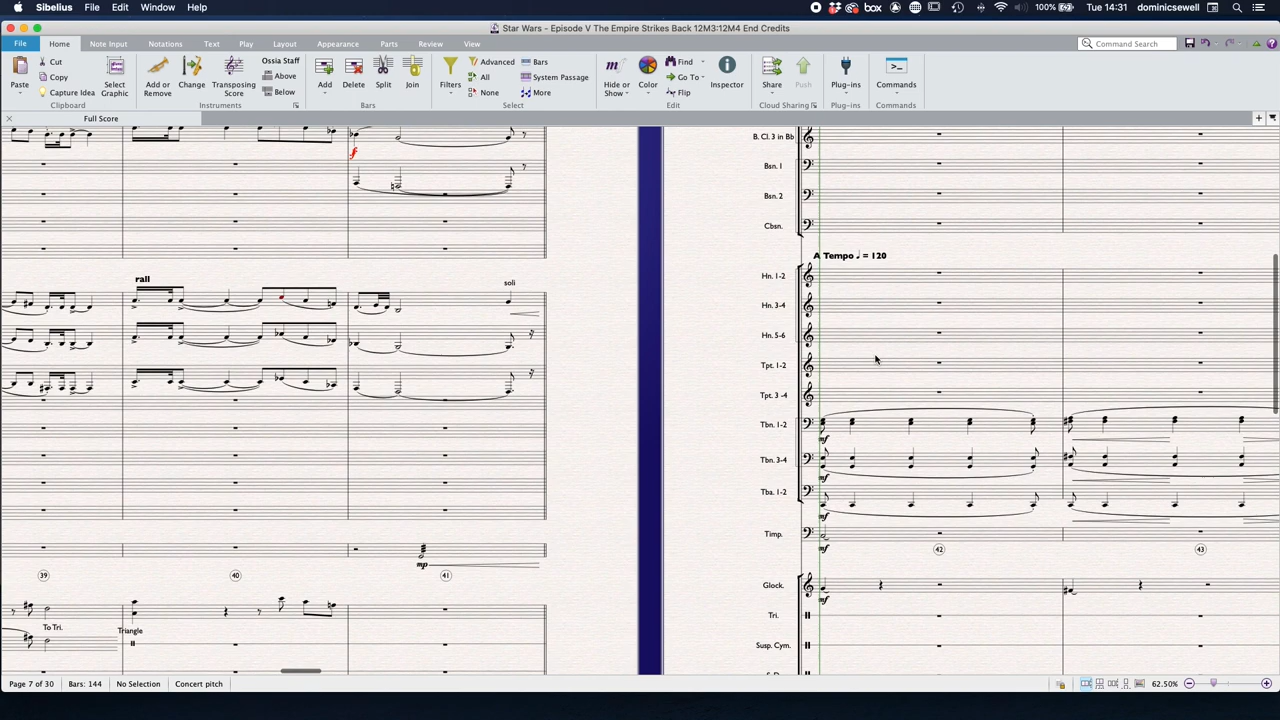 Sibelius File Edit View Window Help
box 100% Tue 14:31 dominicsewell
Star Wars - Episode V The Empire Strikes Back 12M3:12M4 End Credits
File Home Note Input Notations Text Play Layout Appearance Parts Review View Command Search
Paste Cut Copy Capture Idea Select Graphic Clipboard
Add or Remove Change Transposing Score Ossia Staff Above Below Instruments
Add Delete Split Join Bars
Filters Advanced All None Bars System Passage More Select
Hide or Show Color Find Go To Flip Inspector Edit
Share Push Cloud Sharing
Plug-ins Plug-ins
Commands Commands
Full Score
B. Cl. 3 in Bb
f
Bsn. 1
Bsn. 2
Cbsn.
A Tempo = 120
rall
soli
Hn. 1-2
Hn. 3-4
Hn. 5-6
Tpt. 1-2
Tpt. 3 -4
Tbn. 1-2
mf
Tbn. 3-4
mf
Tba. 1-2
mf
Timp.
mf
42 43
mp
39 40 41
Glock.
mf
Tri.
To Tri. Triangle
Susp. Cym.
Page 7 of 30 Bars: 144 No Selection Concert pitch 62.50%